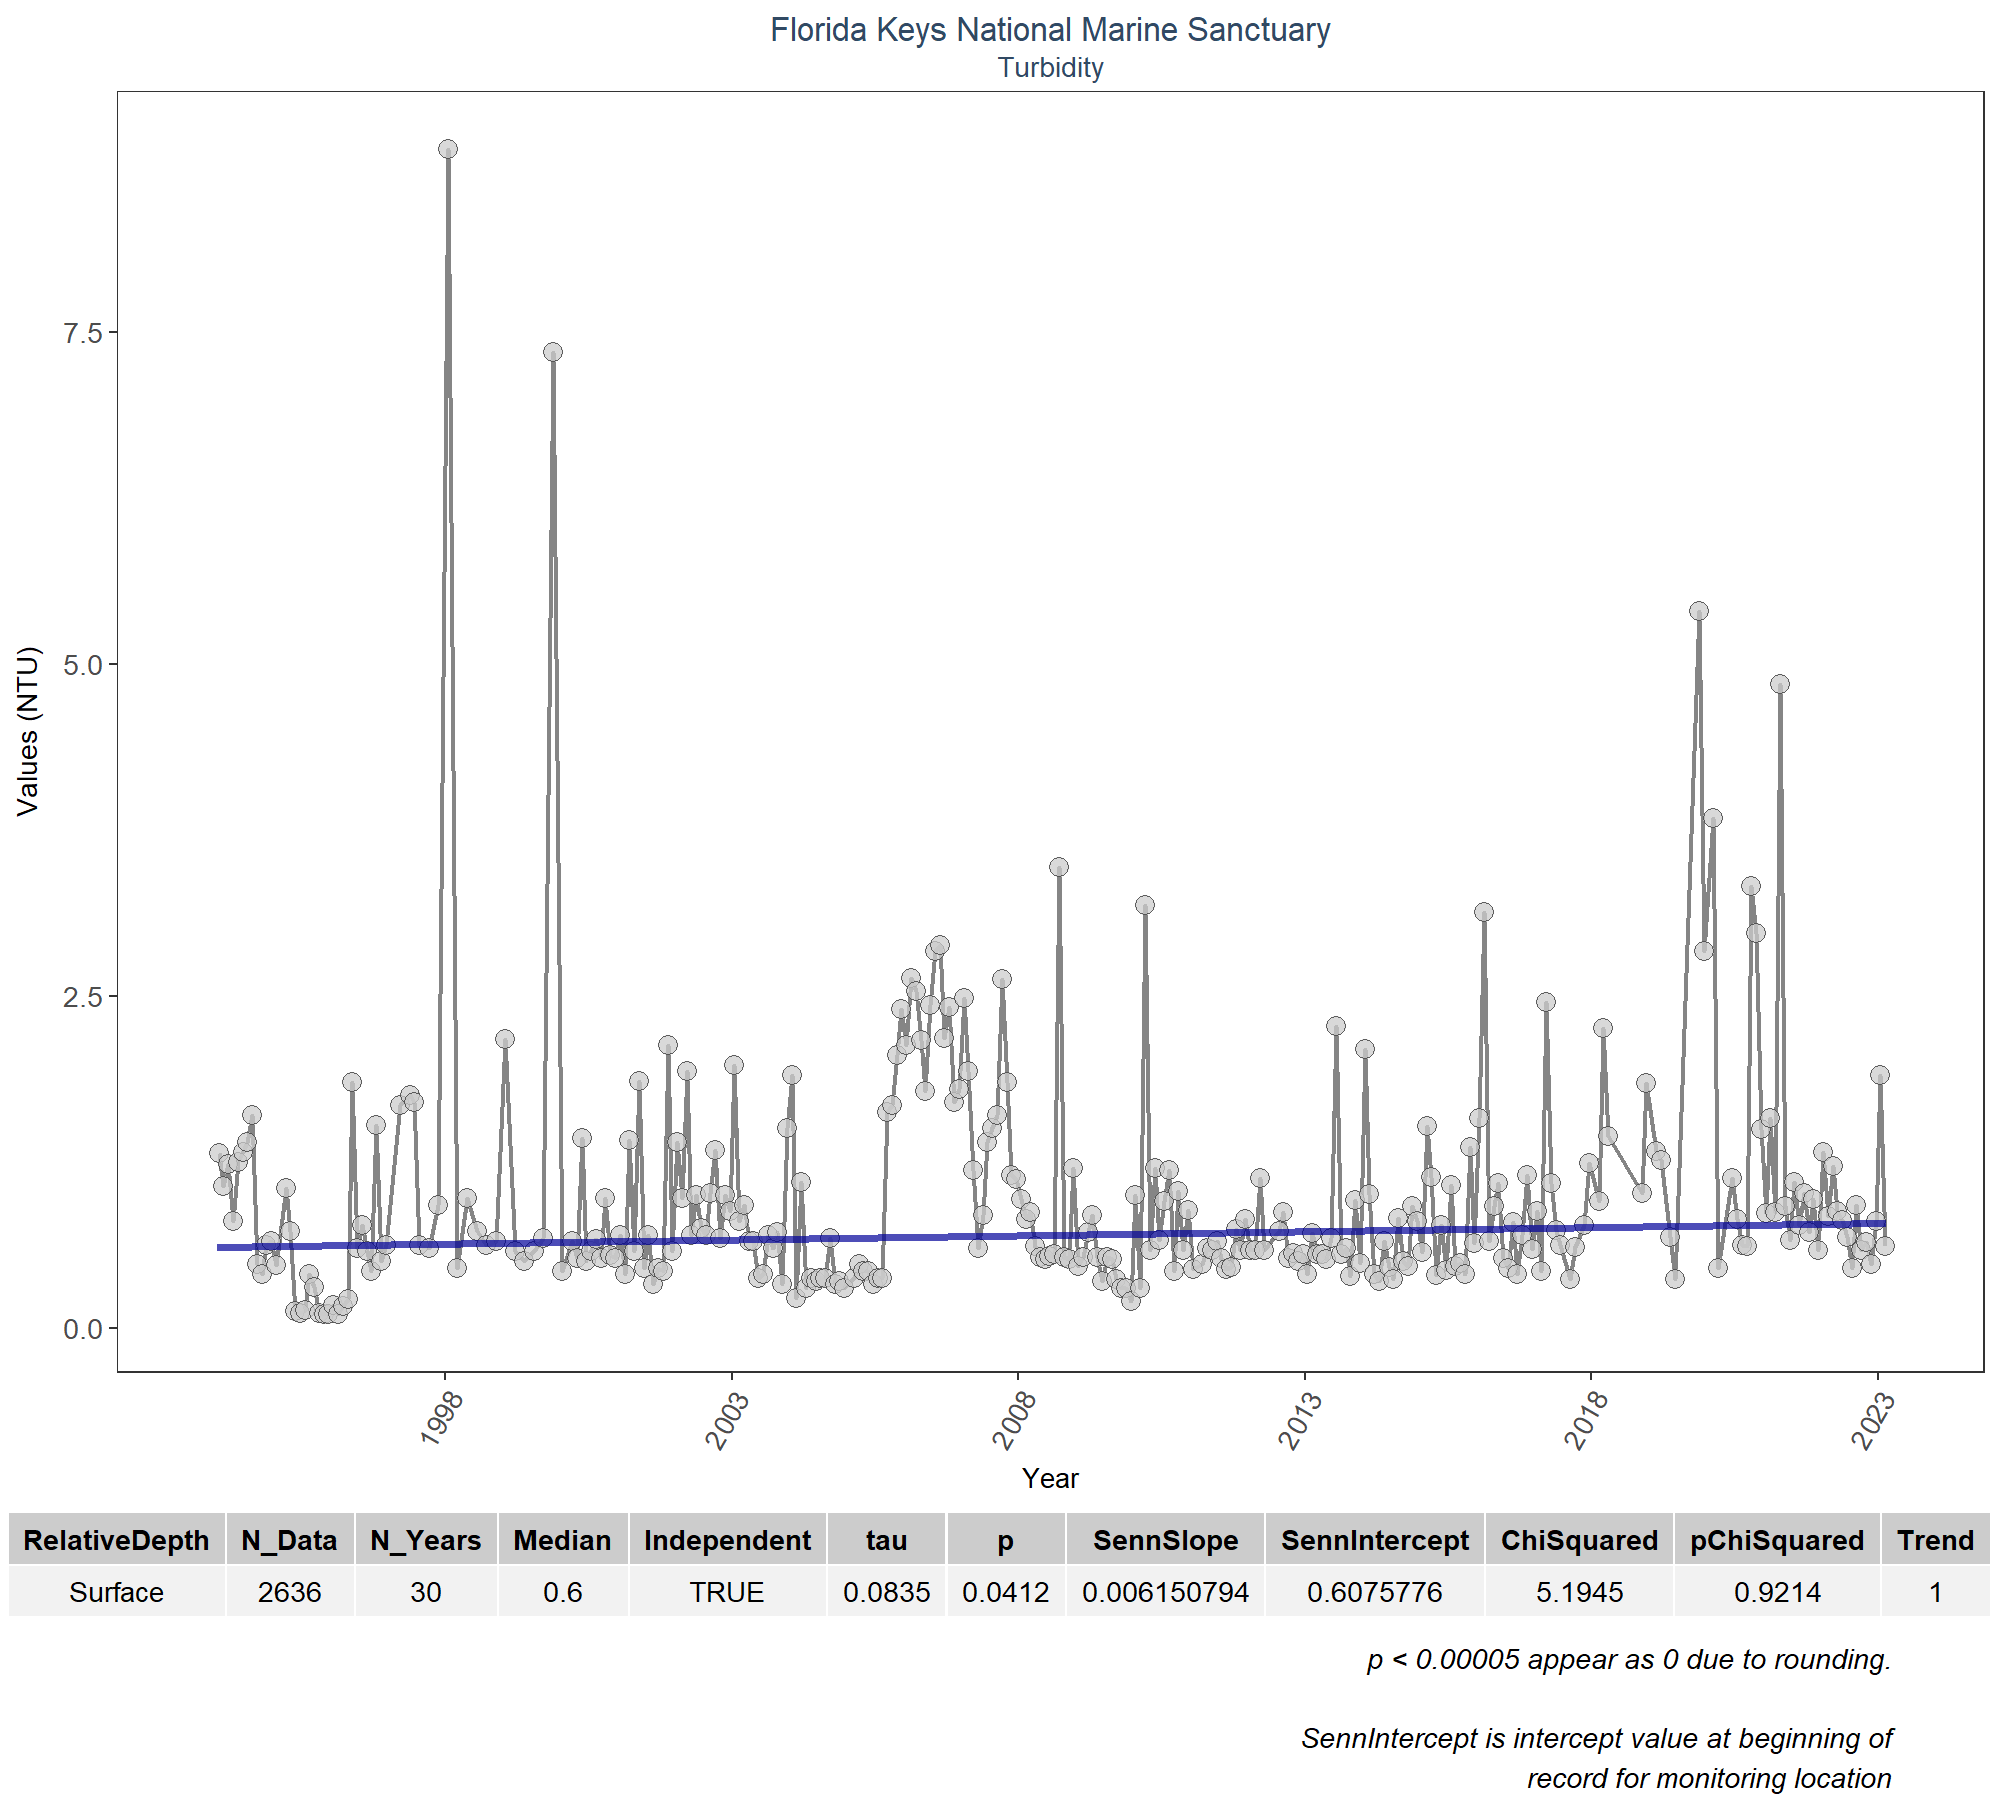 Florida Keys National Marine Sanctuary
Turbidity
Values (NTU)
7.5
5.0
2.5
0.0
1998 2003 2008 2013 2018 2023
Year
RelativeDepth N_Data N_Years Median Independent tau p SennSlope SennIntercept ChiSquared pChiSquared Trend
Surface 2636 30 0.6 TRUE 0.0835 0.0412 0.006150794 0.6075776 5.1945 0.9214 1
p < 0.00005 appear as 0 due to rounding.
SennIntercept is intercept value at beginning of
record for monitoring location